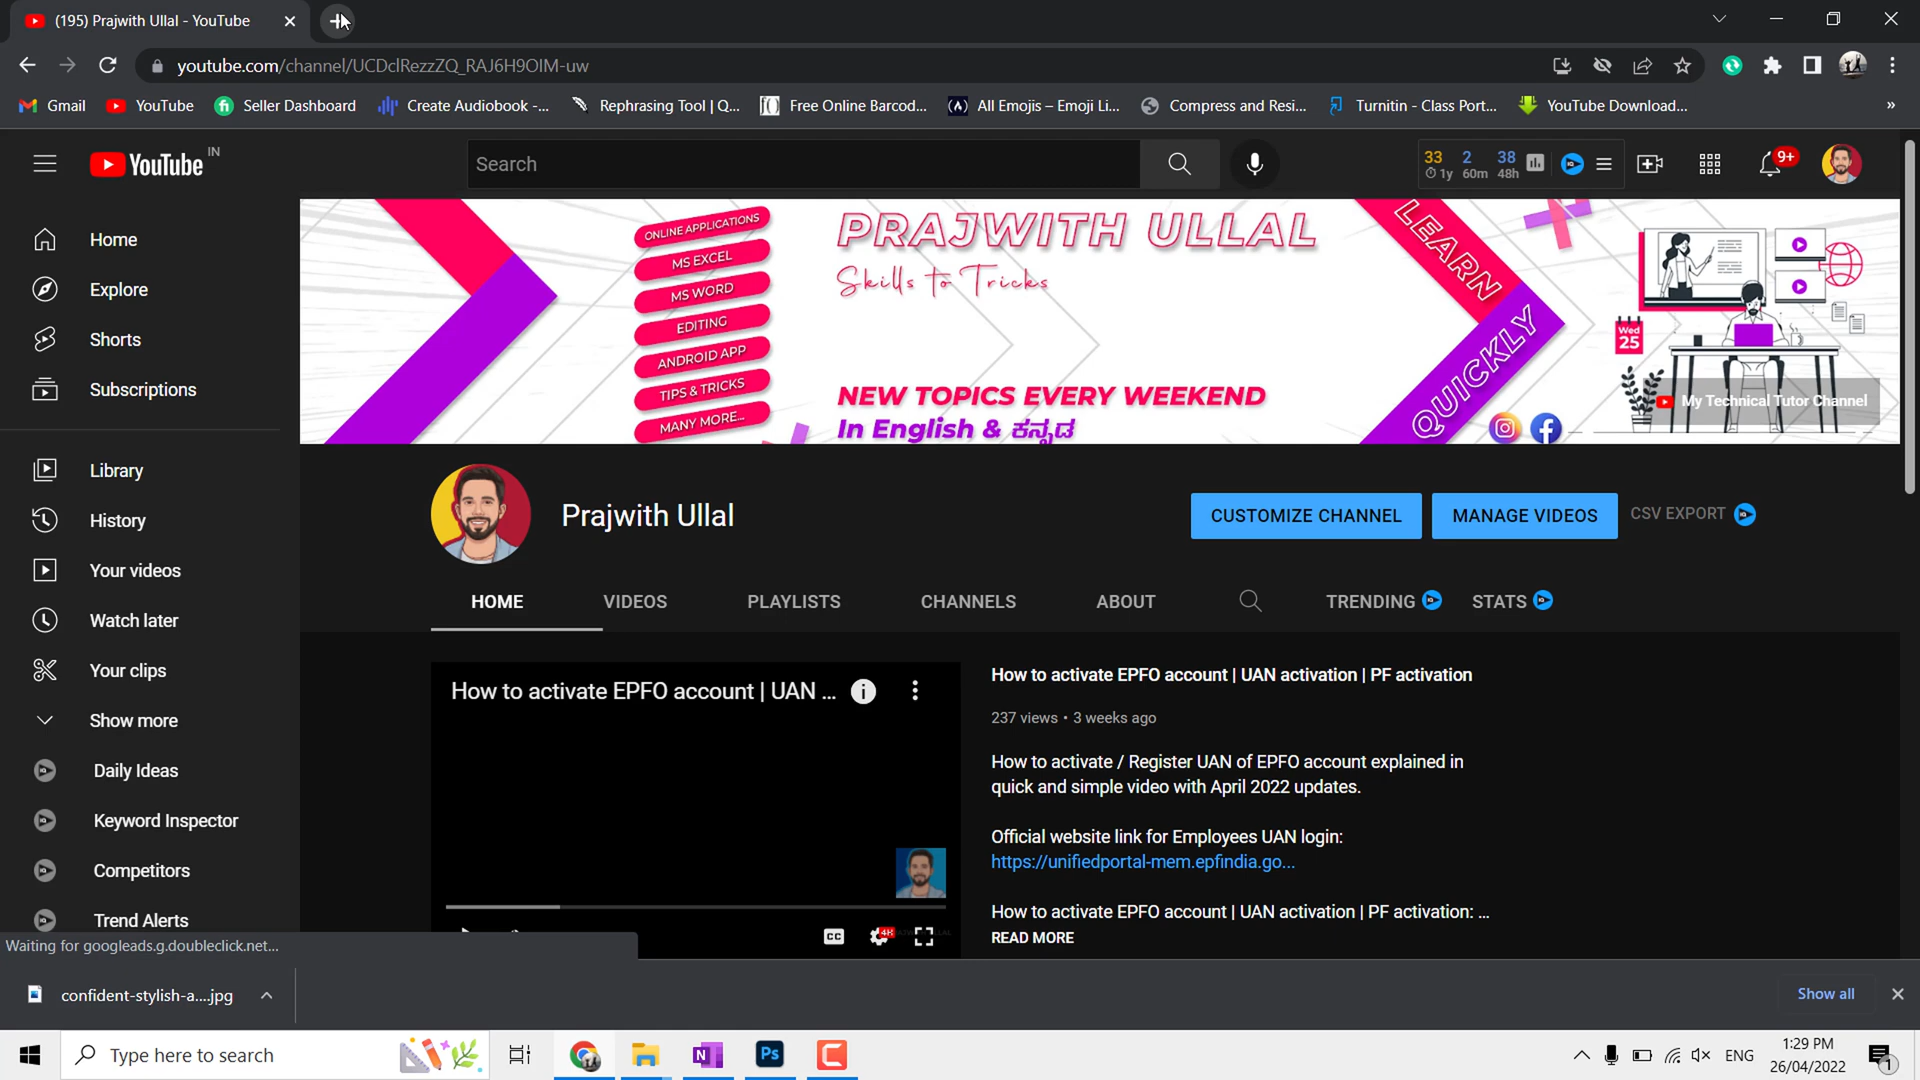 (195) Prajwith Ullal - YouTube
youtube.com/channel/UCDclRezzZQ_RAJ6H9OIM-uw
Gmail
YouTube
Seller Dashboard
Create Audiobook -...
Rephrasing Tool | Q...
Free Online Barcod...
All Emojis – Emoji Li...
Compress and Resi...
Turnitin - Class Port...
YouTube Download...
»
YouTube IN
Search
33 2 38
1y 60m 48h
9+
Home
Explore
Shorts
Subscriptions
Library
History
Your videos
Watch later
Your clips
Show more
Daily Ideas
Keyword Inspector
Competitors
Trend Alerts
ONLINE APPLICATIONS
MS EXCEL
MS WORD
EDITING
ANDROID APP
TIPS & TRICKS
MANY MORE...
PRAJWITH ULLAL
Skills to Tricks
NEW TOPICS EVERY WEEKEND
In English & ಕನ್ನಡ
LEARN
QUICKLY
Wed
25
My Technical Tutor Channel
Prajwith Ullal
CUSTOMIZE CHANNEL
MANAGE VIDEOS
CSV EXPORT
HOME
VIDEOS
PLAYLISTS
CHANNELS
ABOUT
TRENDING
STATS
How to activate EPFO account | UAN ...
CC
4K
How to activate EPFO account | UAN activation | PF activation
237 views • 3 weeks ago
How to activate / Register UAN of EPFO account explained in
quick and simple video with April 2022 updates.
Official website link for Employees UAN login:
https://unifiedportal-mem.epfindia.go...
How to activate EPFO account | UAN activation | PF activation: ...
READ MORE
Waiting for googleads.g.doubleclick.net...
confident-stylish-a....jpg
Show all
Type here to search
N
Ps
ENG
1:29 PM
26/04/2022
1